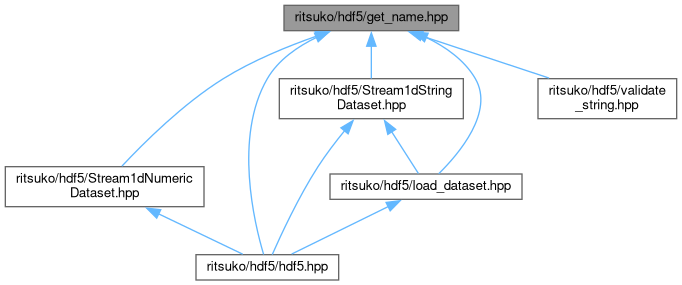 ritsuko/hdf5/get_name.hpp
ritsuko/hdf5/Stream1dString
Dataset.hpp
ritsuko/hdf5/validate
_string.hpp
ritsuko/hdf5/Stream1dNumeric
Dataset.hpp
ritsuko/hdf5/load_dataset.hpp
ritsuko/hdf5/hdf5.hpp